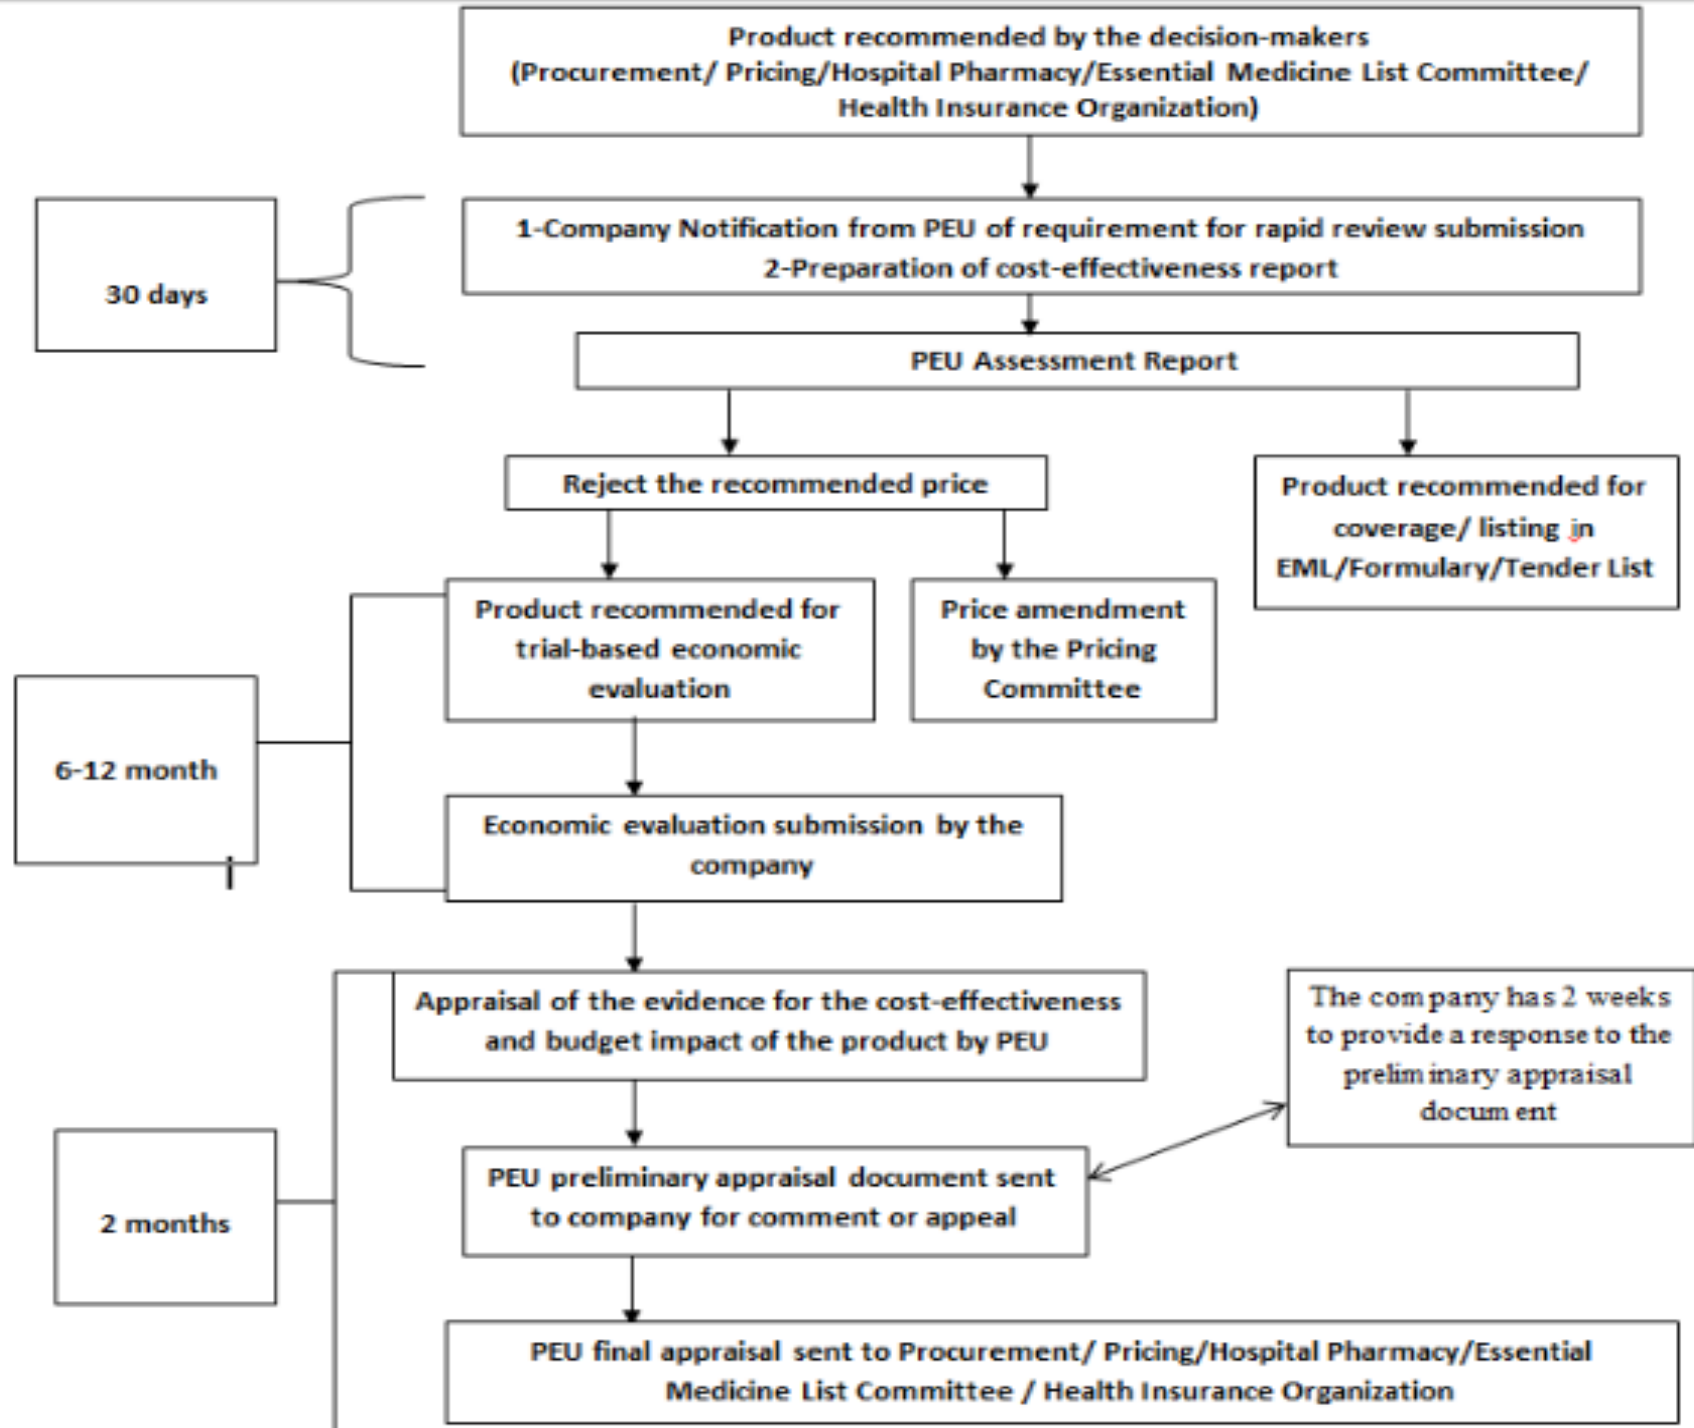 Product recommended by the decision-makers
(Procurement/ Pricing/Hospital Pharmacy/Essential Medicine List Committee/
Health Insurance Organization)
30 days
1-Company Notification from PEU of requirement for rapid review submission
2-Preparation of cost-effectiveness report
PEU Assessment Report
Reject the recommended price
Product recommended for
coverage/ listing in
EML/Formulary/Tender List
Product recommended for
trial-based economic
evaluation
Price amendment
by the Pricing
Committee
6-12 month
Economic evaluation submission by the
company
Appraisal of the evidence for the cost-effectiveness
and budget impact of the product by PEU
The company has 2 weeks
to provide a response to the
preliminary appraisal
document
2 months
PEU preliminary appraisal document sent
to company for comment or appeal
PEU final appraisal sent to Procurement/ Pricing/Hospital Pharmacy/Essential
Medicine List Committee / Health Insurance Organization